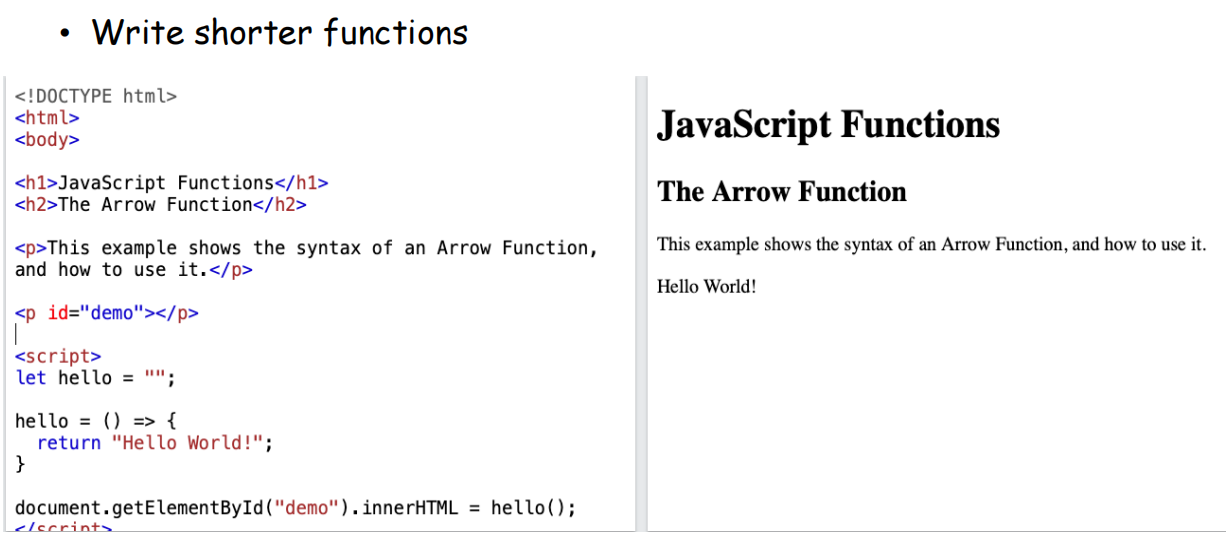 • Write shorter functions
<!DOCTYPE html>
<html>
<body>
<h1>JavaScript Functions</h1>
<h2>The Arrow Function</h2>
<p>This example shows the syntax of an Arrow Function,
and how to use it.</p>
<p id="demo"></p>
<script>
let hello = "";
hello = () => {
  return "Hello World!";
}
document.getElementById("demo").innerHTML = hello();
</script>
JavaScript Functions
The Arrow Function
This example shows the syntax of an Arrow Function, and how to use it.
Hello World!